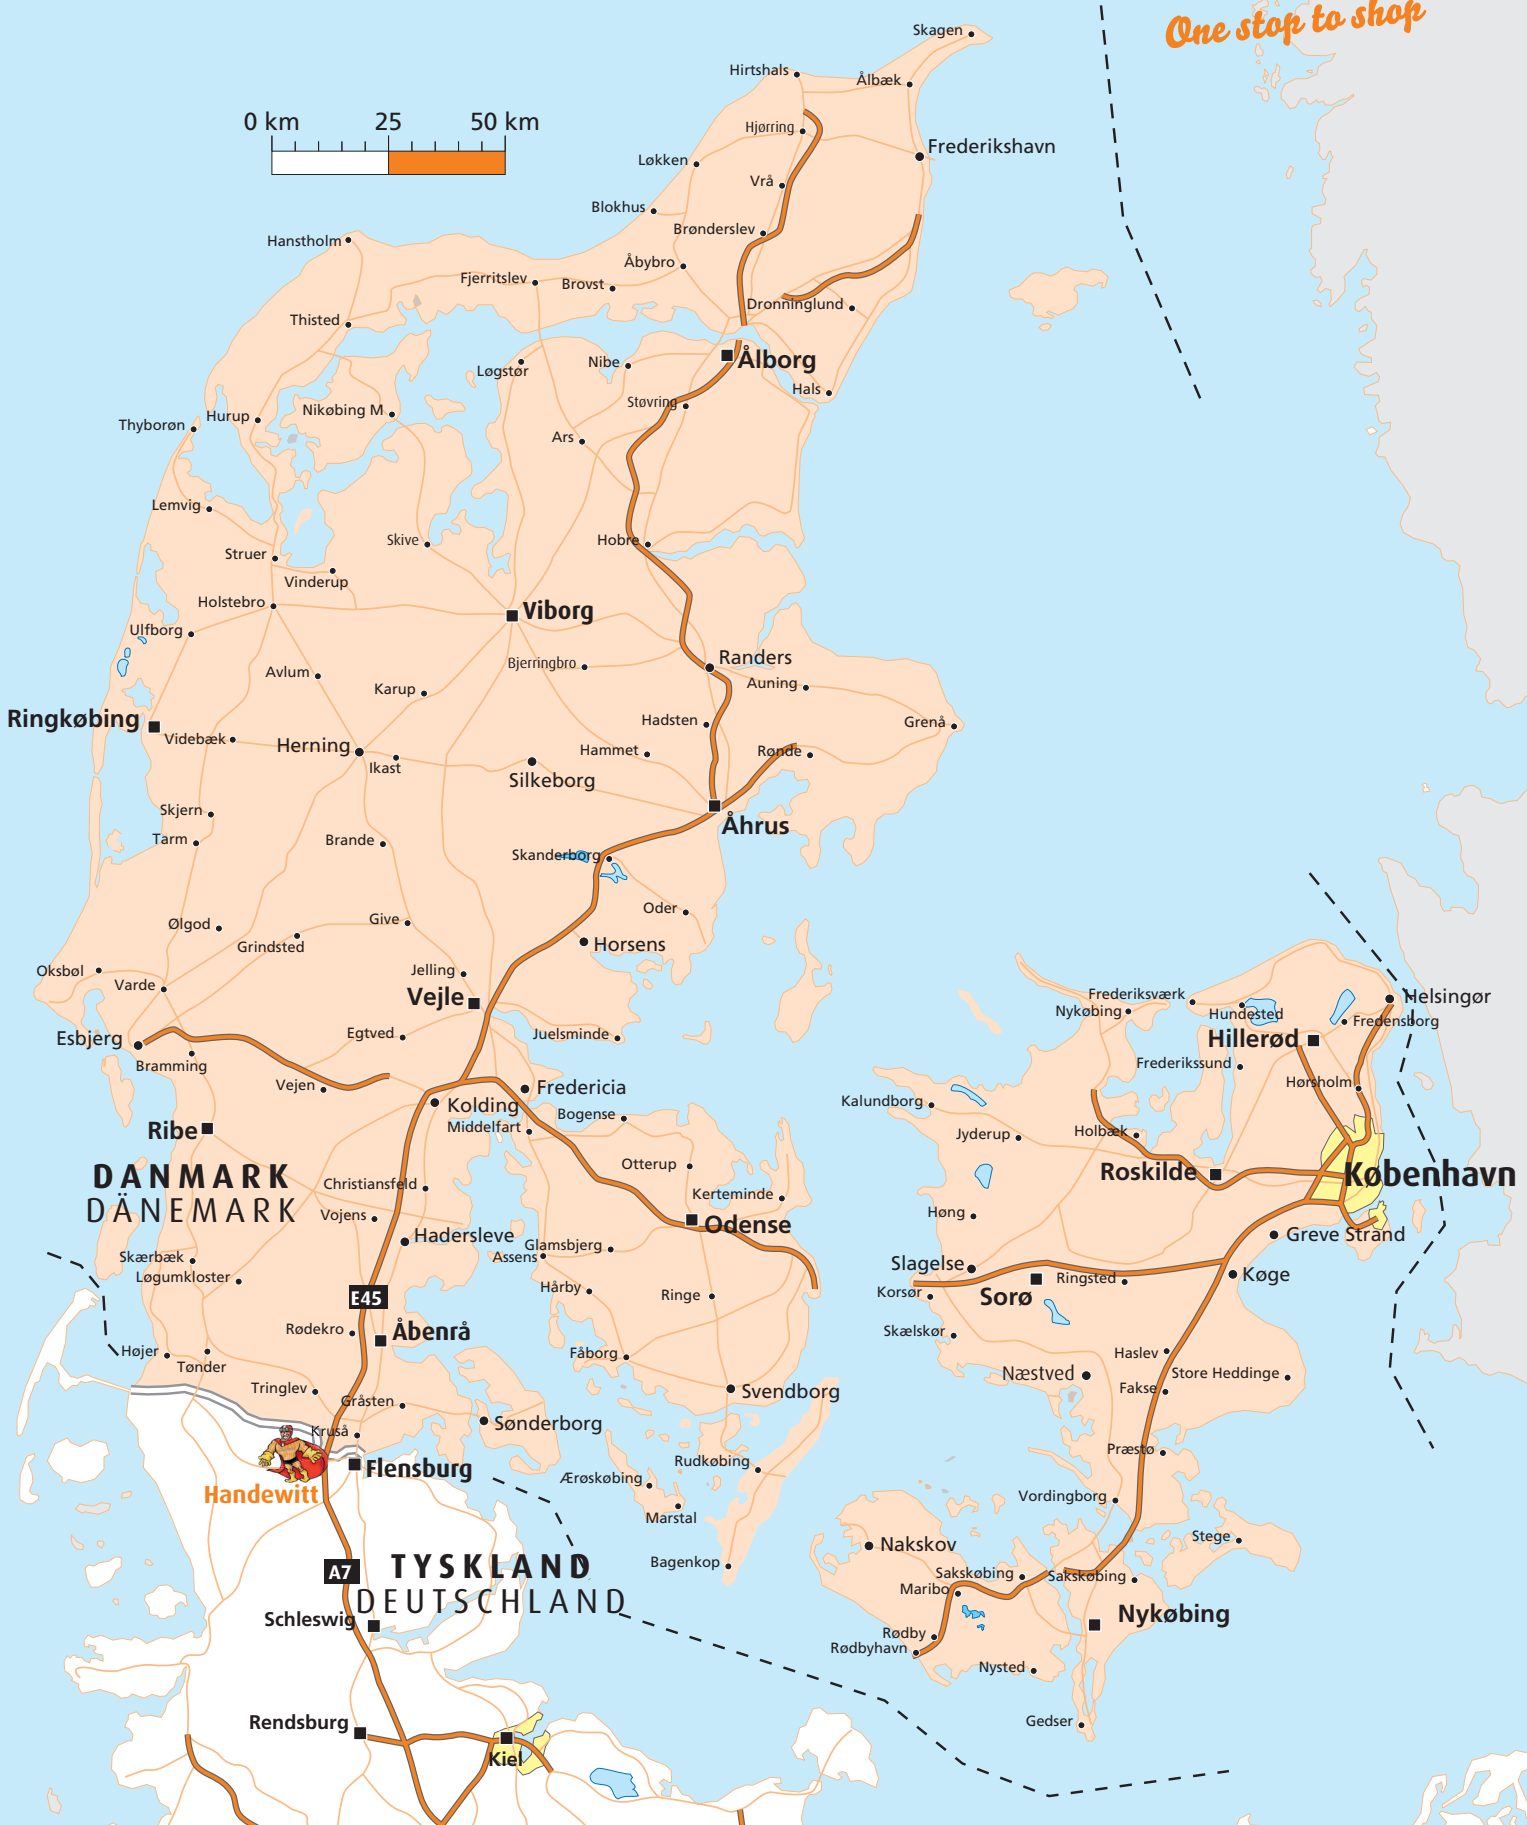 One stop to shop
Skagen
Hirtshals
Ålbæk
0 km 25 50 km
Hjørring
Frederikshavn
Løkken
Vrå
Blokhus
Brønderslev
Hanstholm
Åbybro
Fjerritslev
Brovst
Dronninglund
Thisted
Ålborg
Nibe
Løgstør
Hals
Støvring
Nikøbing M
Hurup
Thyborøn
Ars
Lemvig
Skive
Hobre
Struer
Vinderup
Holstebro
Viborg
Ulfborg
Randers
Bjerringbro
Avlum
Auning
Karup
Ringkøbing
Hadsten
Grenå
Videbæk
Herning
Hammet
Rønde
Ikast
Silkeborg
Skjern
Åhrus
Tarm
Brande
Skanderborg
Oder
Give
Ølgod
Grindsted
Horsens
Oksbøl
Jelling
Varde
Vejle
Frederiksværk
Helsingør
Nykøbing
Hundested
Fredensborg
Esbjerg
Egtved
Juelsminde
Hillerød
Bramming
Frederikssund
Vejen
Fredericia
Hørsholm
Kolding
Kalundborg
Bogense
Middelfart
Ribe
Jyderup
Holbæk
Otterup
DANMARK
DÄNEMARK
Roskilde
København
Christiansfeld
Kerteminde
Vojens
Høng
Odense
Hadersleve
Greve Strand
Glamsbjerg
Assens
Skærbæk
Slagelse
Løgumkloster
Køge
Ringsted
Hårby
Korsør
Sorø
Ringe
E45
Rødekro
Åbenrå
Skælskør
Højer
Fåborg
Haslev
Tønder
Næstved
Store Heddinge
Tringlev
Fakse
Svendborg
Gråsten
Sønderborg
Kruså
Præstø
Flensburg
Rudkøbing
Ærøskøbing
Handewitt
Vordingborg
Marstal
Stege
Nakskov
TYSKLAND
DEUTSCHLAND
Bagenkop
A7
Sakskøbing
Sakskøbing
Maribo
Nykøbing
Schleswig
Rødby
Rødbyhavn
Nysted
Rendsburg
Gedser
Kiel